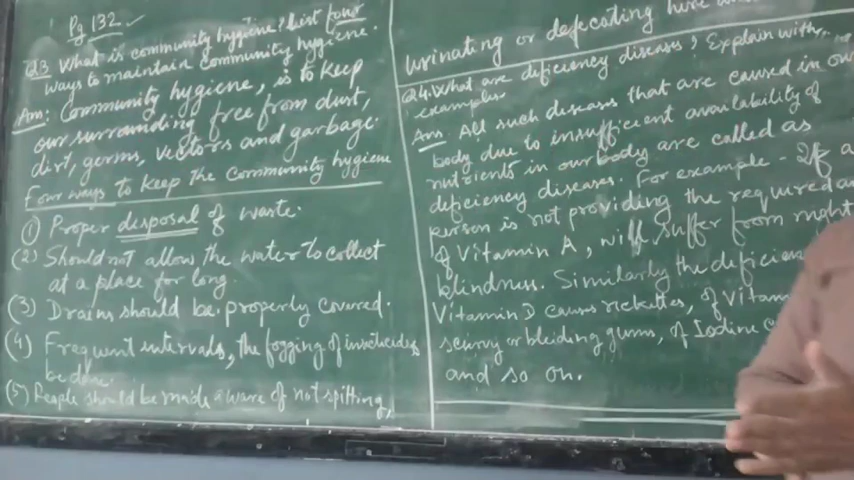 Pg 132
Q3 What is community hygiene? List four
ways to maintain community hygiene.
Ans: Community hygiene, is to keep
our surrounding free from dust,
dirt, germs, vectors and garbage.
Four ways to keep the community hygiene
(1) Proper disposal of waste.
(2) Should not allow the water to collect
at a place for long.
(3) Drains should be properly covered.
(4) Frequent intervals, the fogging of insecticides
be done.
(5) People should be made aware of not spitting,
urinating or defecating here and
Q4. What are deficiency diseases? Explain with
examples.
Ans. All such diseases that are caused in our
body due to insufficient availability of
nutrients in our body are called as
deficiency diseases. For example - If a
person is not providing the required
of Vitamin A, will suffer from night
blindness. Similarly the deficien
Vitamin D causes ricketies, of Vitam
scurvy or bleiding gums, of Iodine
and so on.